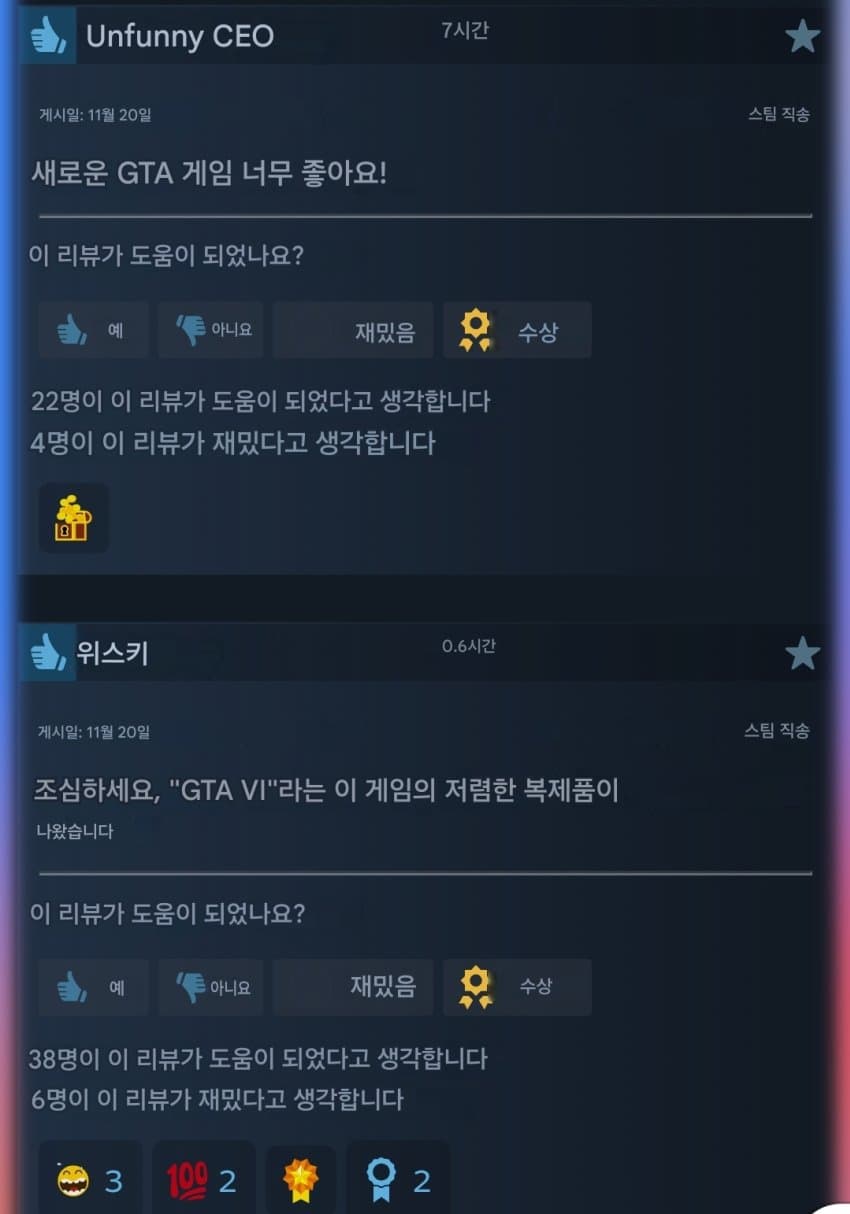 Unfunny CEO 7시간
게시일: 11월 20일 스팀 직송
새로운 GTA 게임 너무 좋아요!
이 리뷰가 도움이 되었나요?
예 아니요 재밌음 수상
22명이 이 리뷰가 도움이 되었다고 생각합니다
4명이 이 리뷰가 재밌다고 생각합니다
위스키 0.6시간
게시일: 11월 20일 스팀 직송
조심하세요, "GTA VI"라는 이 게임의 저렴한 복제품이
나왔습니다
이 리뷰가 도움이 되었나요?
예 아니요 재밌음 수상
38명이 이 리뷰가 도움이 되었다고 생각합니다
6명이 이 리뷰가 재밌다고 생각합니다
3 100 2 2